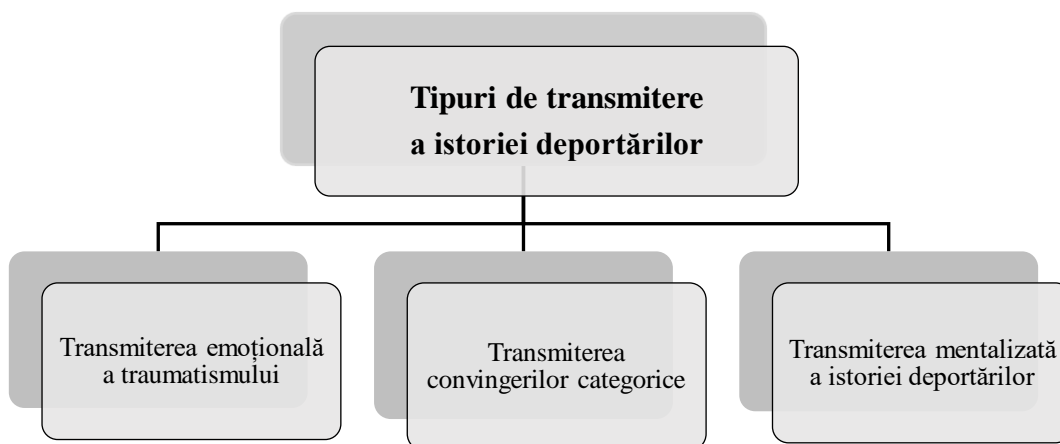 Tipuri de transmitere
a istoriei deportărilor
Transmiterea emoțională
a traumatismului
Transmiterea
convingerilor categorice
Transmiterea mentalizată
a istoriei deportărilor